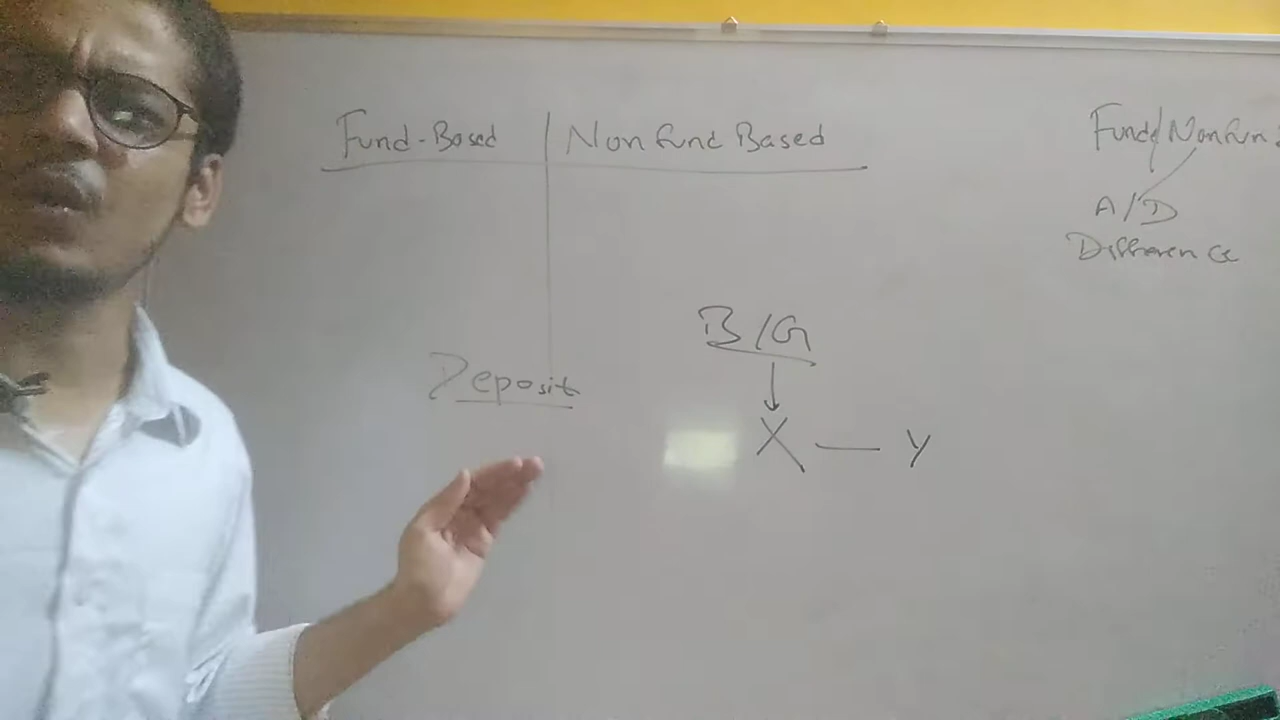 Fund-Based | Non fund Based
Deposit
B/G
X — Y
Fund/Nonfun.
A/D
Difference